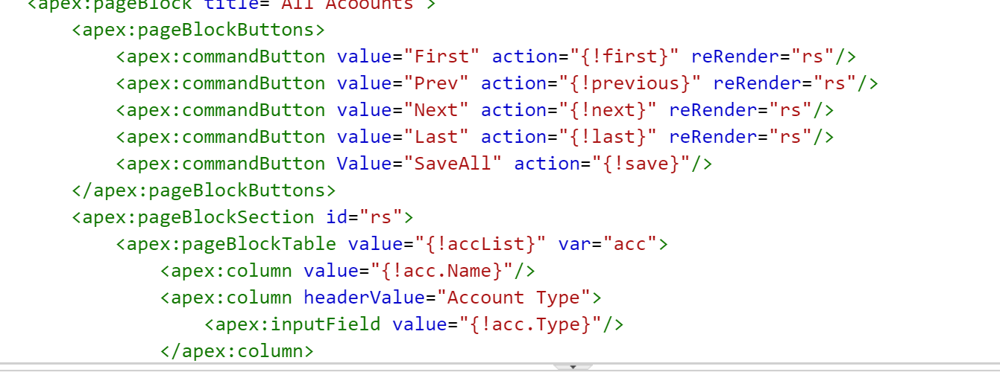 <apex:pageBlock title="All Acoounts">
<apex:pageBlockButtons>
<apex:commandButton value="First" action="{!first}" reRender="rs"/>
<apex:commandButton value="Prev" action="{!previous}" reRender="rs"/>
<apex:commandButton value="Next" action="{!next}" reRender="rs"/>
<apex:commandButton value="Last" action="{!last}" reRender="rs"/>
<apex:commandButton Value="SaveAll" action="{!save}"/>
</apex:pageBlockButtons>
<apex:pageBlockSection id="rs">
<apex:pageBlockTable value="{!accList}" var="acc">
<apex:column value="{!acc.Name}"/>
<apex:column headerValue="Account Type">
<apex:inputField value="{!acc.Type}"/>
</apex:column>